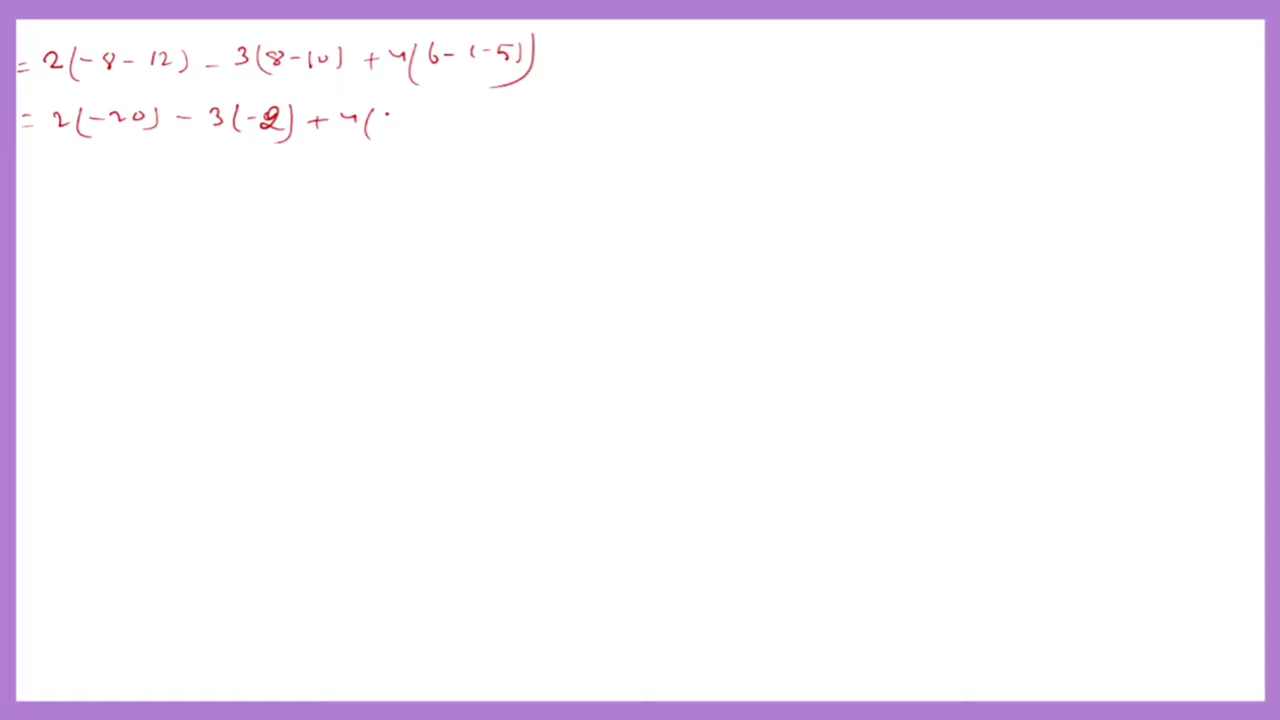 = 2(-8-12) - 3(8-10) + 4(6-(-5))
= 2(-20) - 3(-2) + 4(